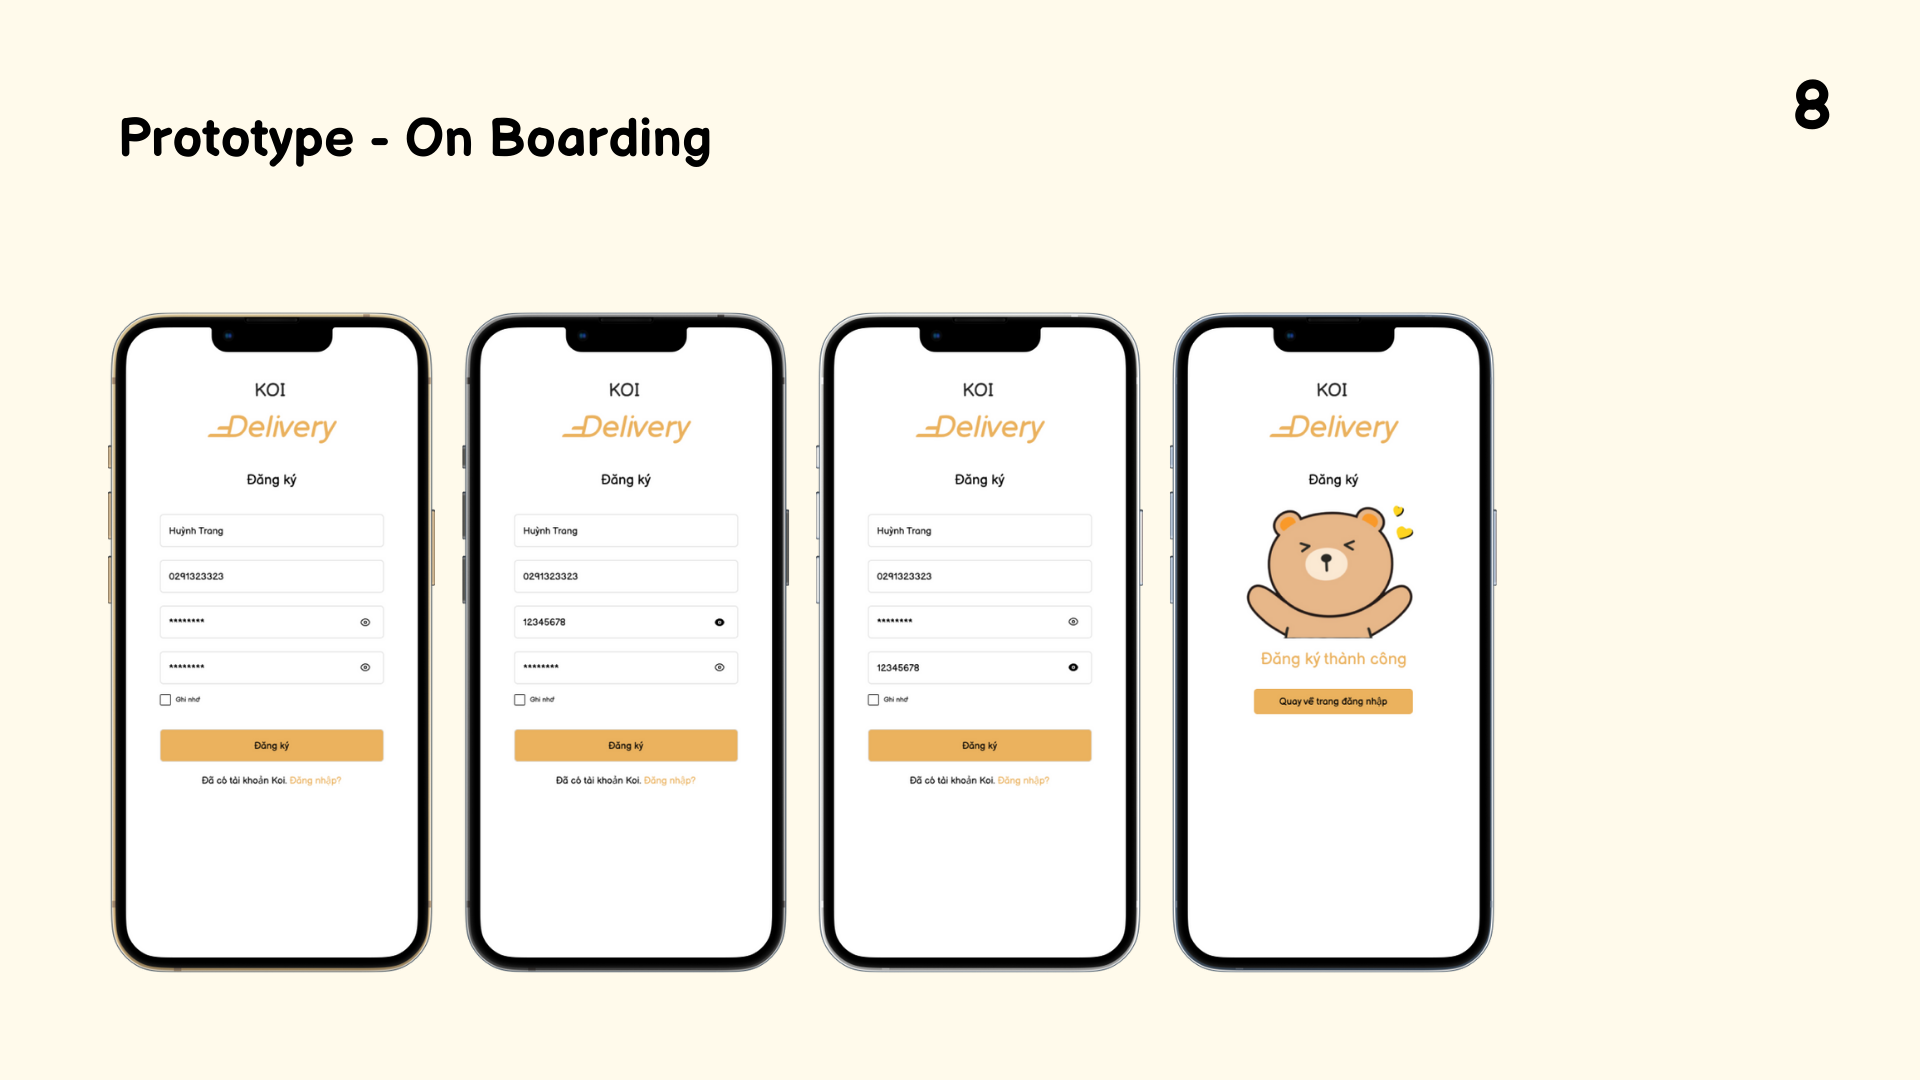 8
Prototype - On Boarding
KOI
Delivery
Đăng ký
Huỳnh Trang
0291323323
********
********
Ghi nhớ
Đăng ký
Đã có tài khoản Koi. Đăng nhập?
KOI
Delivery
Đăng ký
Huỳnh Trang
0291323323
12345678
********
Ghi nhớ
Đăng ký
Đã có tài khoản Koi. Đăng nhập?
KOI
Delivery
Đăng ký
Huỳnh Trang
0291323323
********
12345678
Ghi nhớ
Đăng ký
Đã có tài khoản Koi. Đăng nhập?
KOI
Delivery
Đăng ký
Đăng ký thành công
Quay về trang đăng nhập